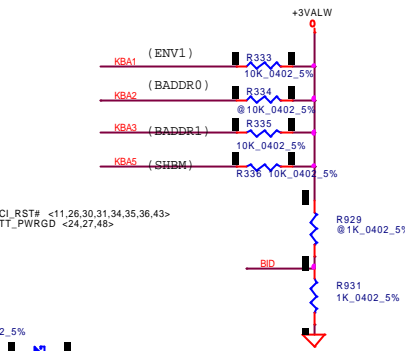 +3VALW
(ENV1)
KBA1
R333
10K_0402_5%
(BADDR0)
KBA2
R334
@10K_0402_5%
KBA3
(BADDR1)
R335
10K_0402_5%
KBA5
(SHBM)
R336
10K_0402_5%
CI_RST# <11,26,30,31,34,35,36,43>
TT_PWRGD <24,27,48>
R929
@1K_0402_5%
BID
R931
1K_0402_5%
2_5%